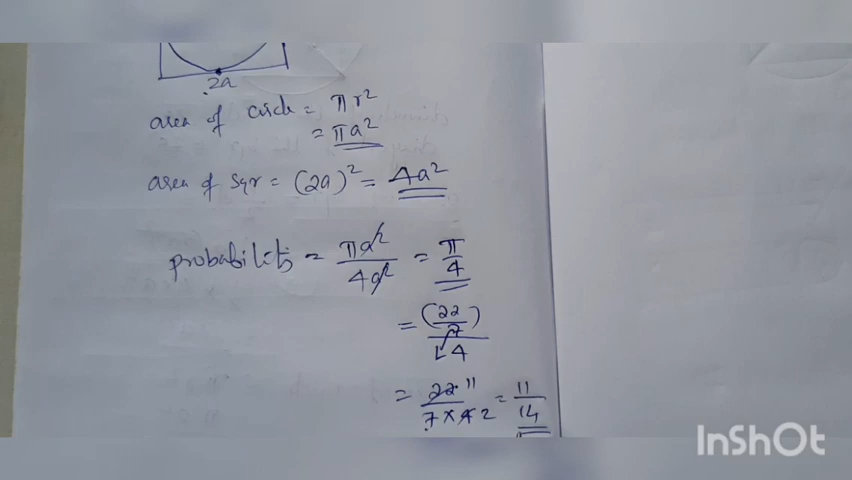 2a
area of circle = πr²
= πa²
area of sqr = (2a)² = 4a²
probability = πa²/4a² = π/4
= (22/7)/4
= 22 11/7×4 2 = 11/14
InShOt